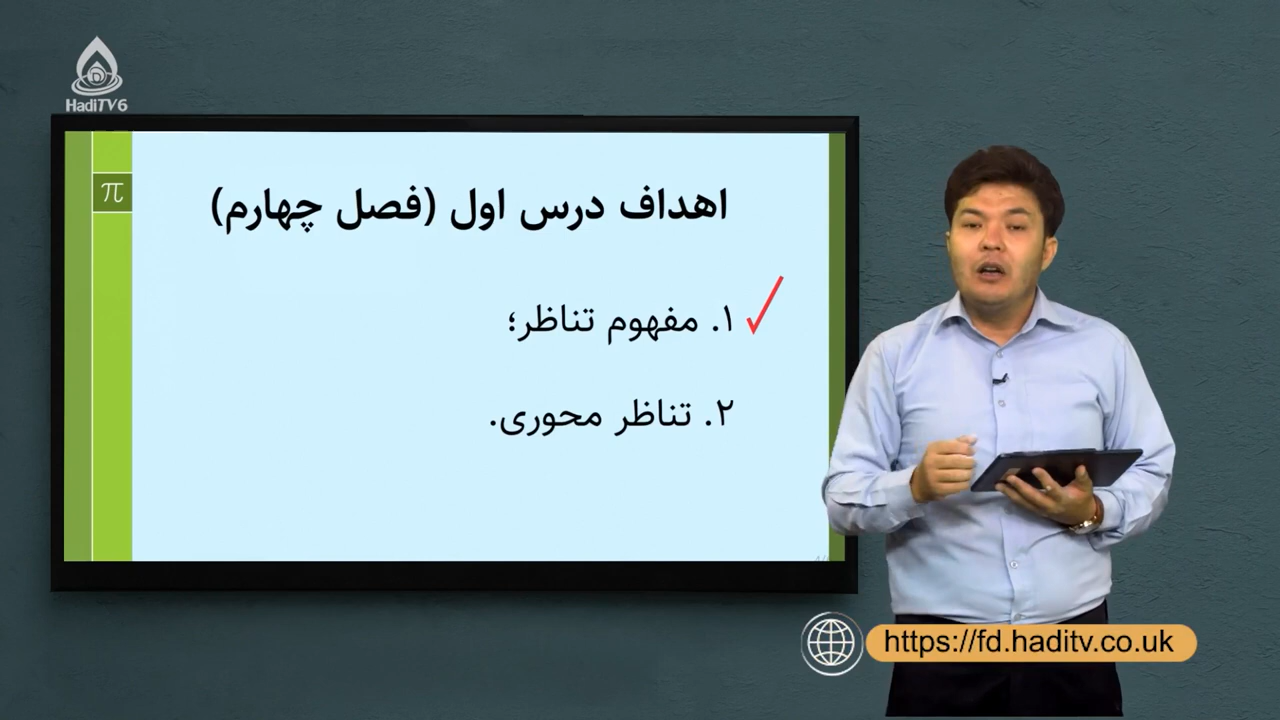 HadiTV6
π
اهداف درس اول (فصل چهارم)
۱. مفهوم تناظر؛
۲. تناظر محوری.
https://fd.haditv.co.uk